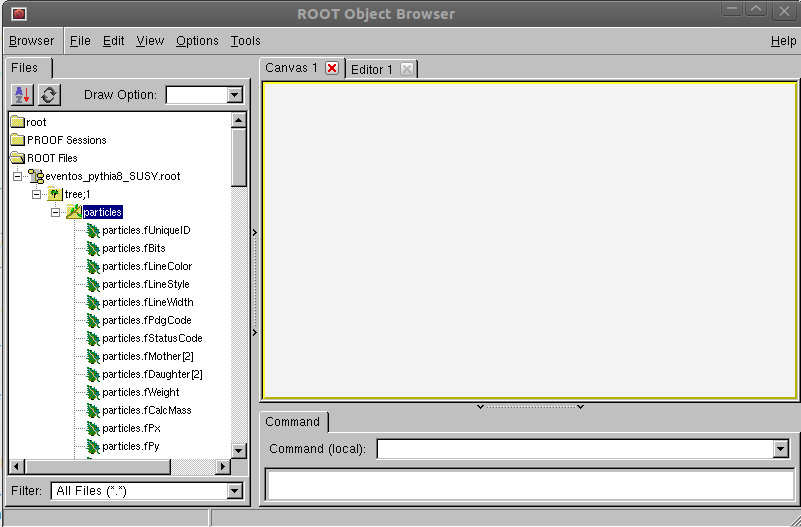 ROOT Object Browser
Browser File Edit View Options Tools Help
Files
Draw Option:
root
PROOF Sessions
ROOT Files
eventos_pythia8_SUSY.root
tree;1
particles
particles.fUniqueID
particles.fBits
particles.fLineColor
particles.fLineStyle
particles.fLineWidth
particles.fPdgCode
particles.fStatusCode
particles.fMother[2]
particles.fDaughter[2]
particles.fWeight
particles.fCalcMass
particles.fPx
particles.fPy
Filter: All Files (*.*)
Canvas 1 Editor 1
Command
Command (local):